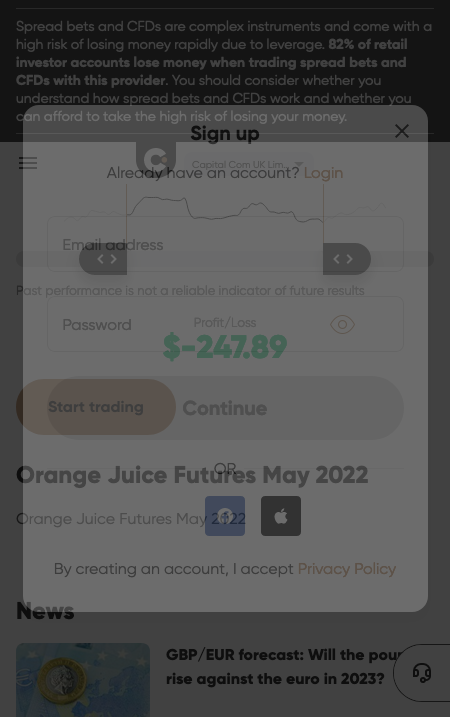 Spread bets and CFDs are complex instruments and come with a
high risk of losing money rapidly due to leverage. 82% of retail
investor accounts lose money when trading spread bets and
CFDs with this provider. You should consider whether you
understand how spread bets and CFDs work and whether you
can afford to take the high risk of losing your money.
Sign up
Capital Com UK Lim...
Already have an account? Login
Email address
Past performance is not a reliable indicator of future results
Password
Profit/Loss
$-247.89
Start trading
Continue
OR
Orange Juice Futures May 2022
Orange Juice Futures May 2022
By creating an account, I accept Privacy Policy
News
GBP/EUR forecast: Will the pour
rise against the euro in 2023?